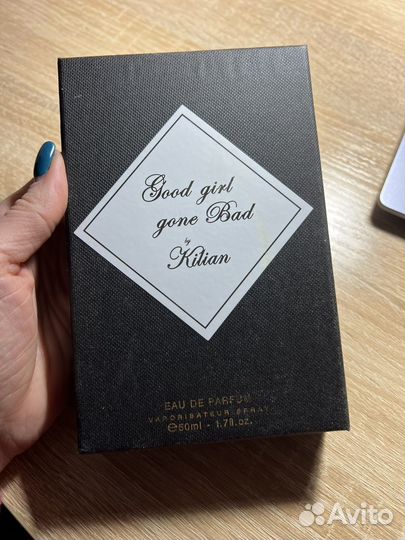 Good girl
gone Bad
by
Kilian
EAU DE PARFUM
VAPORISATEUR SPRAY
℮50ml - 1.7fl.oz.
Avito